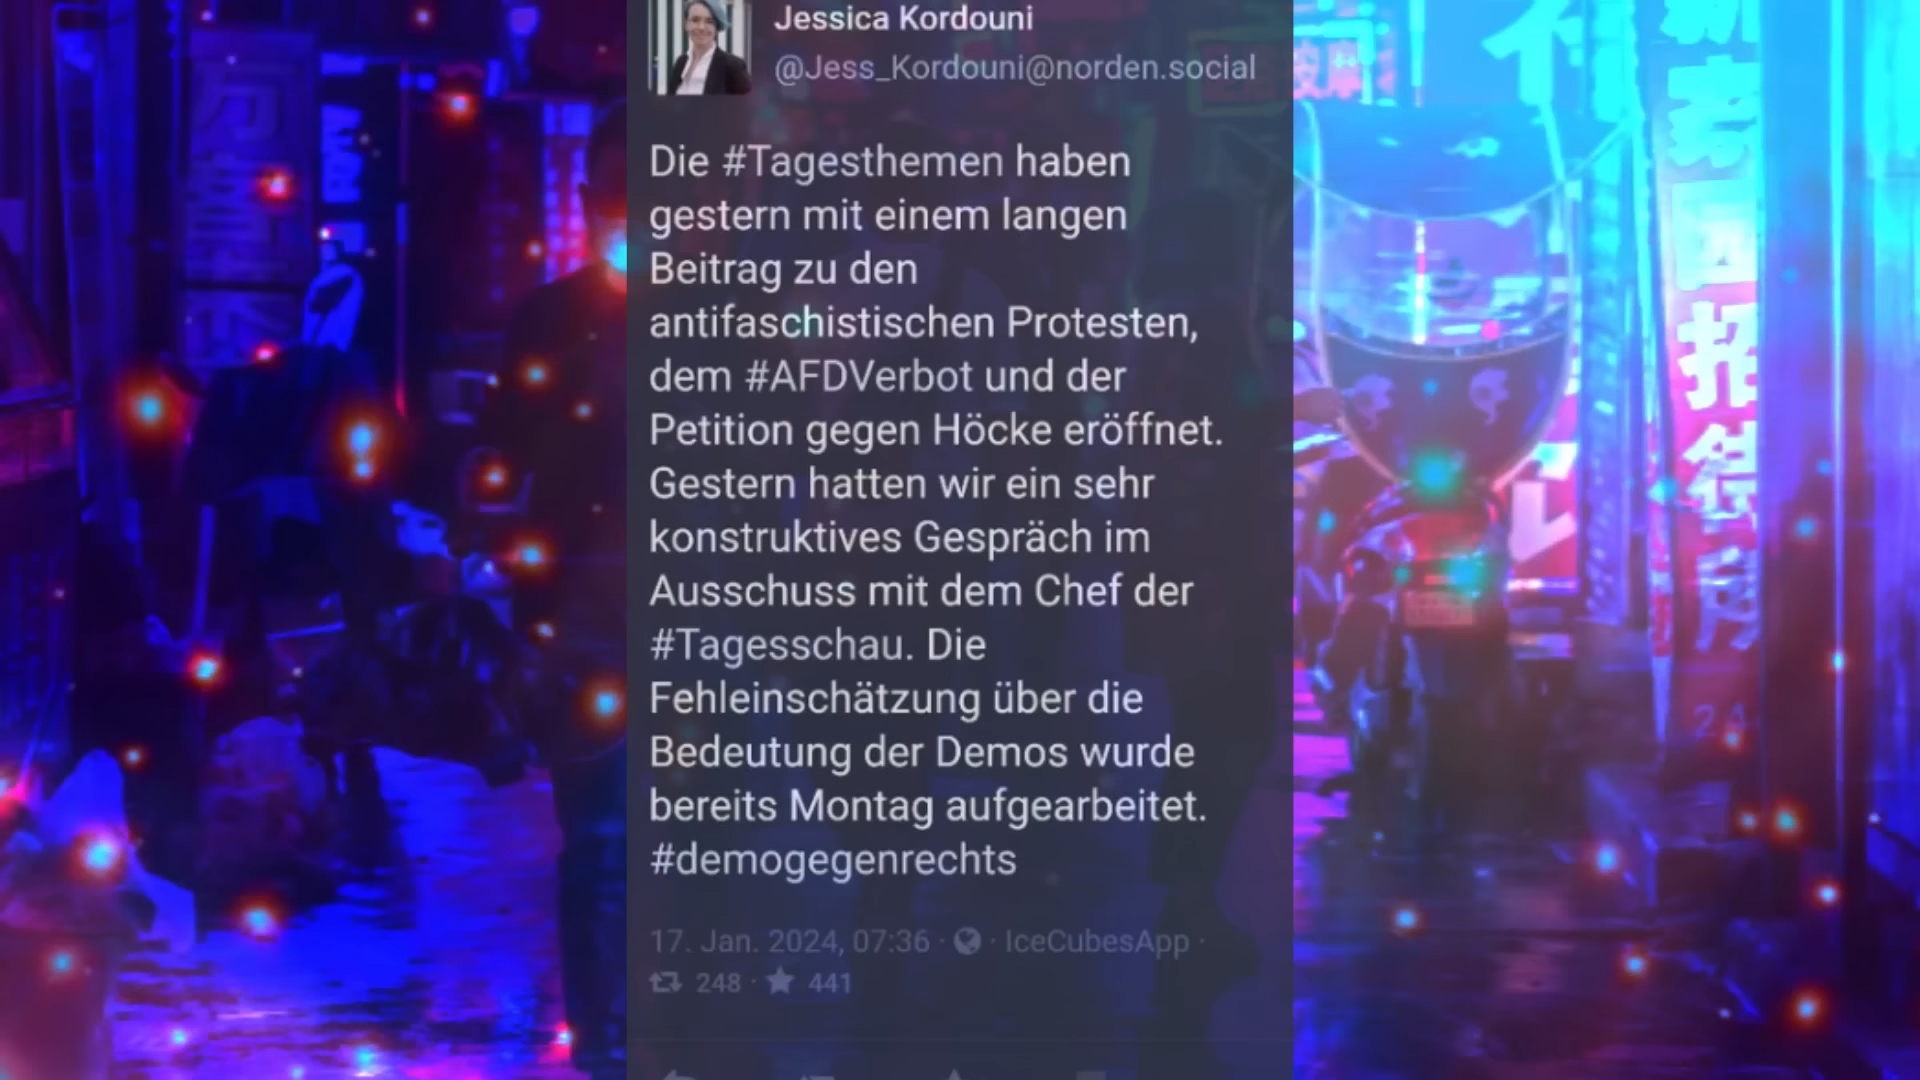 Jessica Kordouni
@Jess_Kordouni@norden.social
Die #Tagesthemen haben
gestern mit einem langen
Beitrag zu den
antifaschistischen Protesten,
dem #AFDVerbot und der
Petition gegen Höcke eröffnet.
Gestern hatten wir ein sehr
konstruktives Gespräch im
Ausschuss mit dem Chef der
#Tagesschau. Die
Fehleinschätzung über die
Bedeutung der Demos wurde
bereits Montag aufgearbeitet.
#demogegenrechts
17. Jan. 2024, 07:36 · · IceCubesApp ·
248 · 441